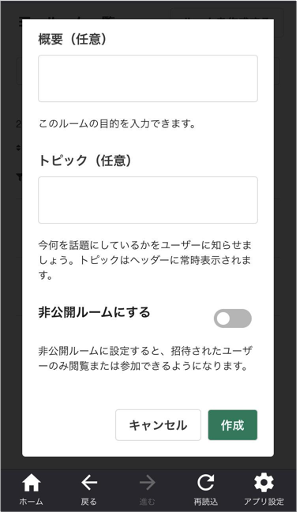 概要（任意）
このルームの目的を入力できます。
トピック（任意）
今何を話題にしているかをユーザーに知らせま
しょう。トピックはヘッダーに常時表示されま
す。
非公開ルームにする
非公開ルームに設定すると、招待されたユーザ
ーのみ閲覧または参加できるようになります。
キャンセル 作成
ホーム 戻る 進む 再読込 アプリ設定